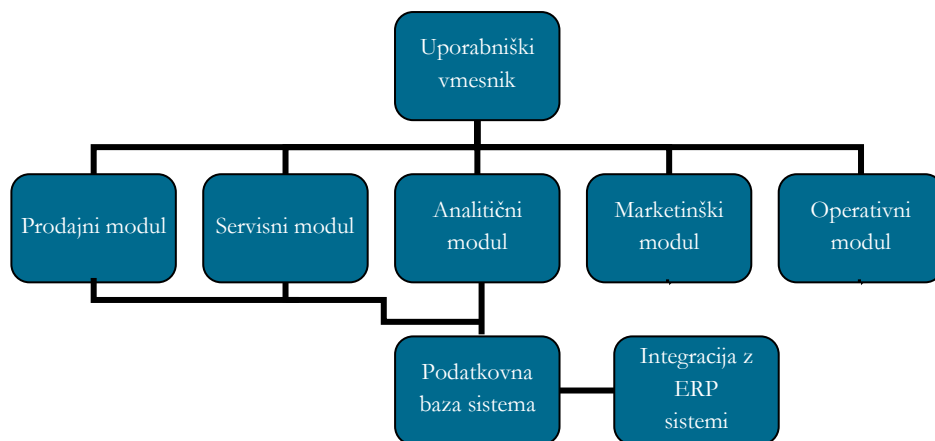 Uporabniški
vmesnik
Prodajni modul
Servisni modul
Analitični
modul
Marketinški
modul
Operativni
modul
Podatkovna
baza sistema
Integracija z
ERP
sistemi